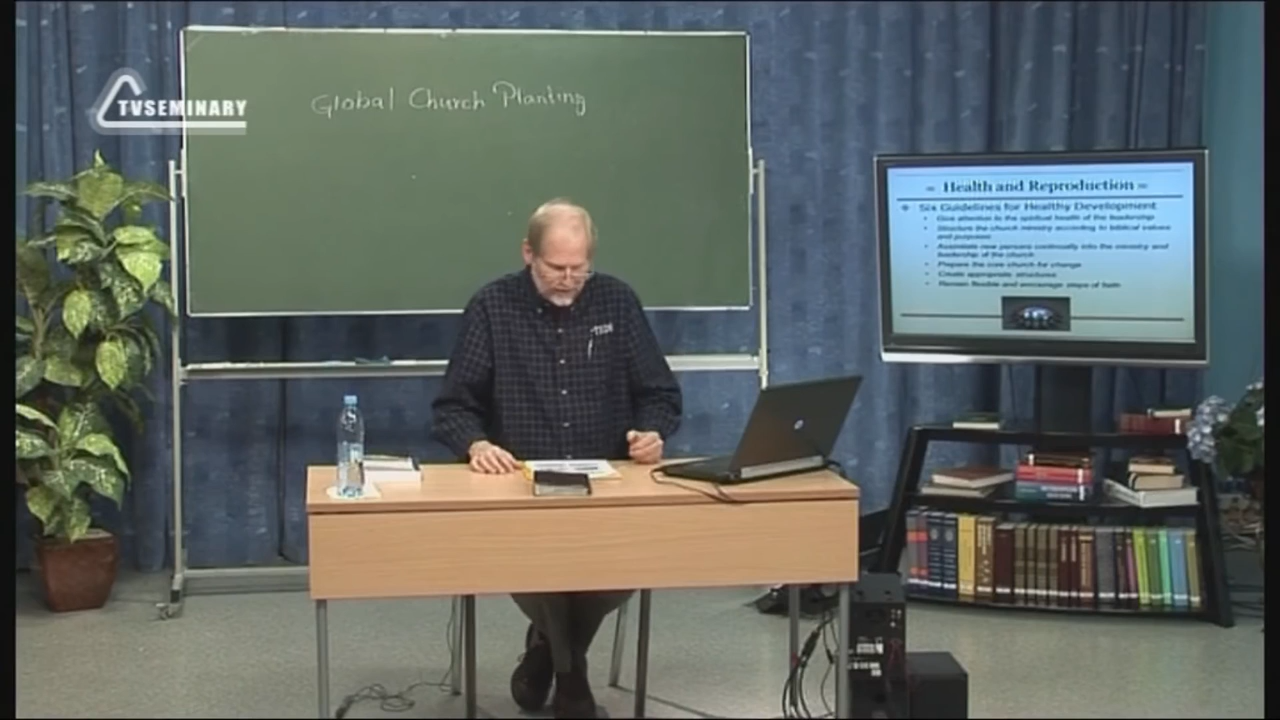 TVSEMINARY
Global Church Planting
Health and Reproduction
Six Guidelines for Healthy Development
Give attention to the spiritual health of the leadership
Structure the church ministry according to biblical values
and purposes
Assimilate new persons continually into the ministry and
leadership of the church
Prepare the core church for change
Create appropriate structures
Remain flexible and encourage steps of faith